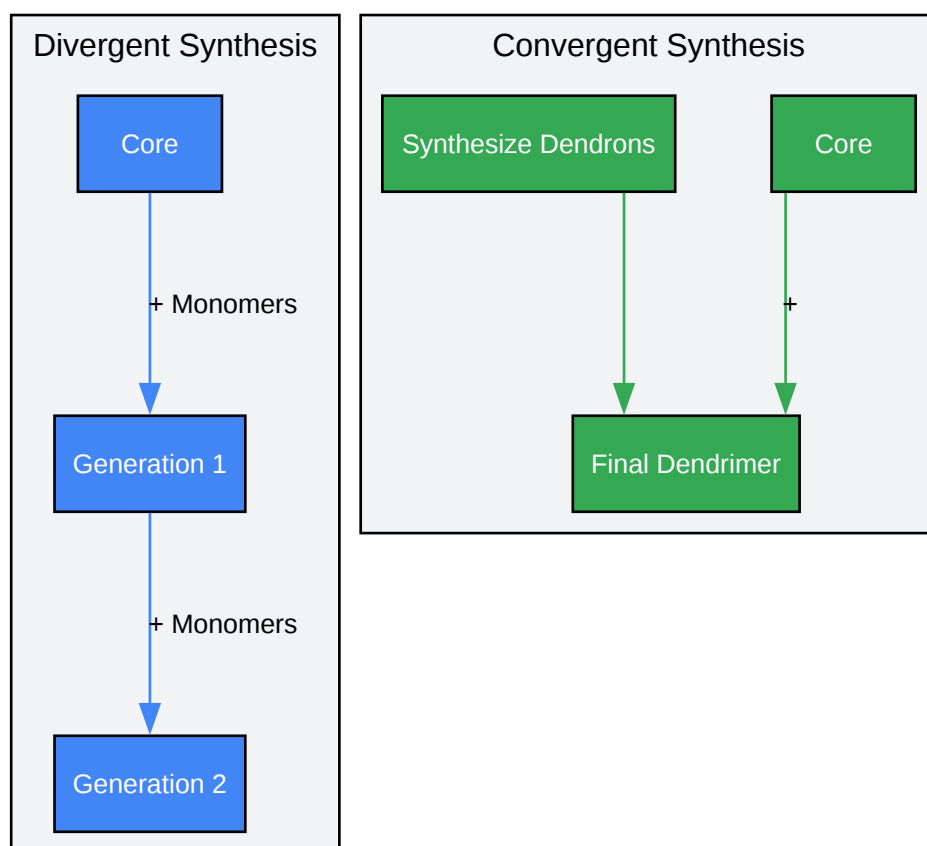 Divergent Synthesis
Core
+ Monomers
Generation 1
+ Monomers
Generation 2
Convergent Synthesis
Synthesize Dendrons
Core
+
Final Dendrimer